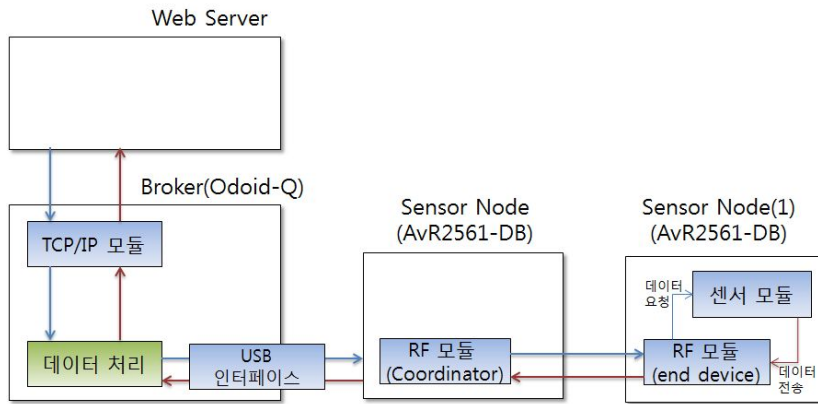 Web Server
Broker(Odoid-Q)
TCP/IP 모듈
데이터 처리
USB
인터페이스
Sensor Node
(AvR2561-DB)
RF 모듈
(Coordinator)
Sensor Node(1)
(AvR2561-DB)
데이터
요청
센서 모듈
RF 모듈
(end device)
데이터
전송